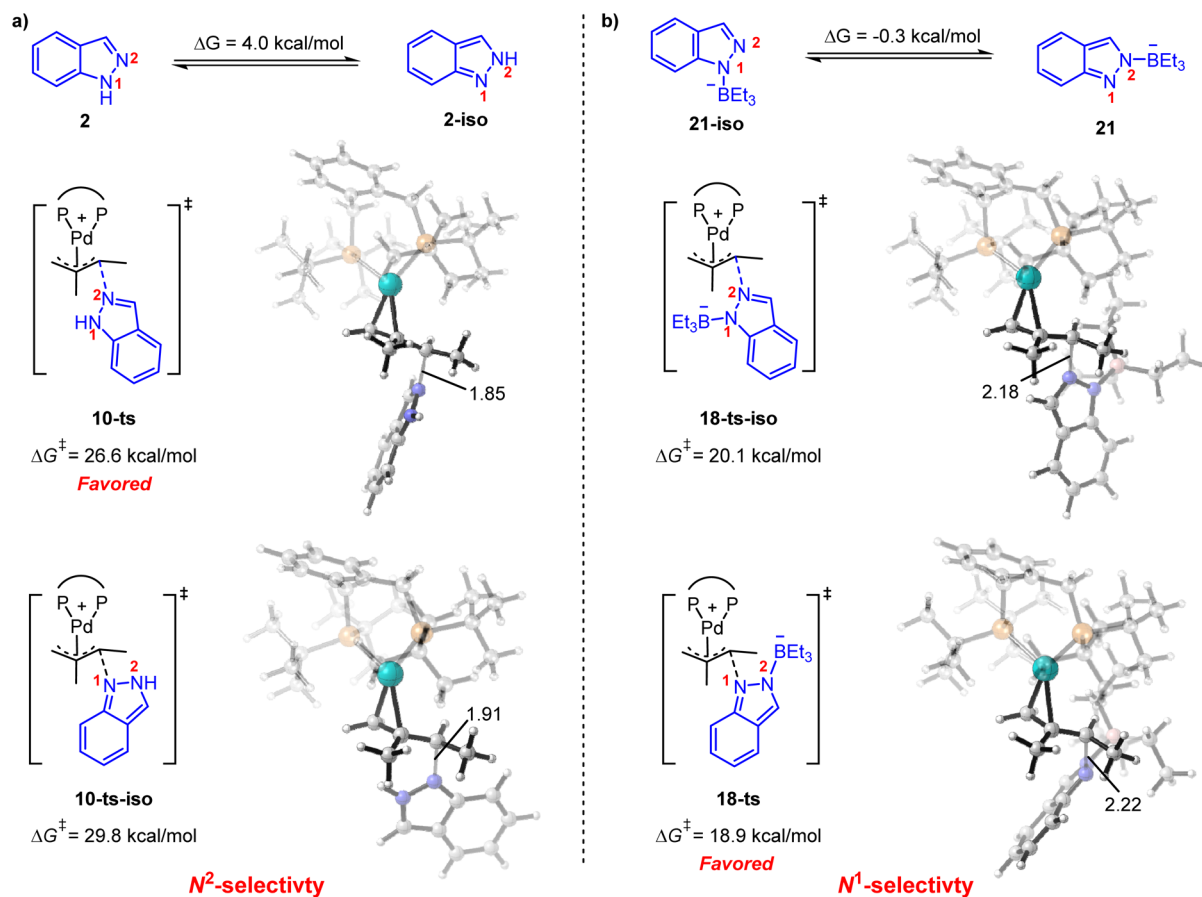 a)
ΔG = 4.0 kcal/mol
2
N
1
H
2
NH
2
N
1
2-iso
P + P
Pd
‡
2
N
HN
1
1.85
10-ts
ΔG‡ = 26.6 kcal/mol
Favored
P + P
Pd
‡
2
1 N NH
1.91
10-ts-iso
ΔG‡ = 29.8 kcal/mol
N2-selectivty
b)
ΔG = -0.3 kcal/mol
N 2
N 1
− BEt3
21-iso
−
N BEt3
2
N
1
21
P + P
Pd
‡
2
N
−
Et3B N
1
2.18
18-ts-iso
ΔG‡ = 20.1 kcal/mol
P + P
Pd
‡
−
BEt3
2
1 N N
2.22
18-ts
ΔG‡ = 18.9 kcal/mol
Favored
N1-selectivty